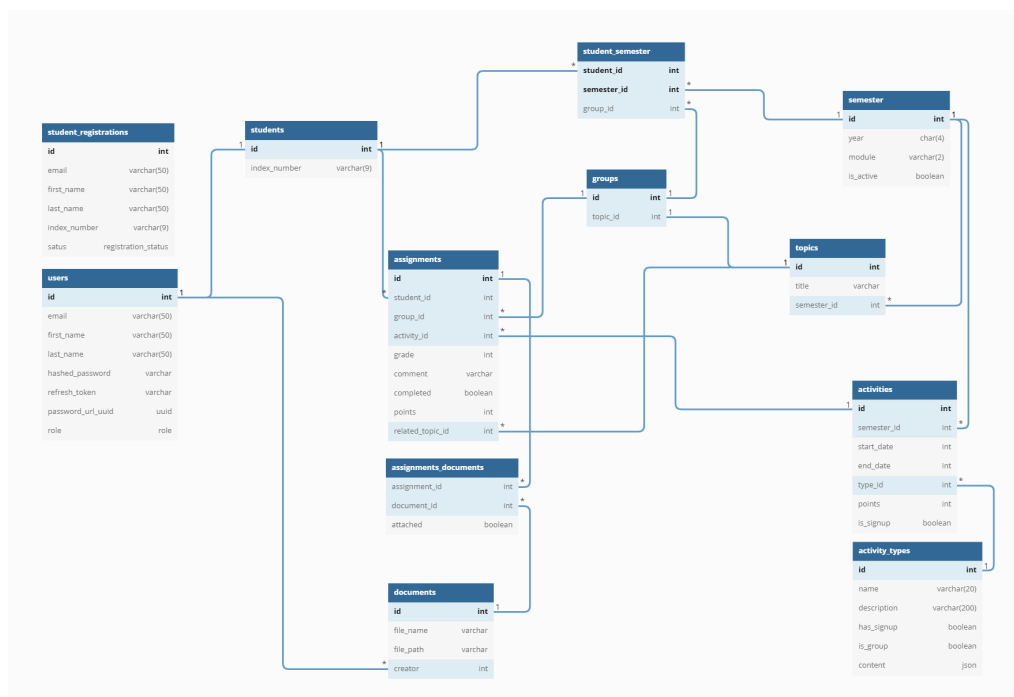 student_semester
student_id int
semester_id int
group_id int
semester
id int
year char(4)
module varchar(2)
is_active boolean
student_registrations
id int
email varchar(50)
first_name varchar(50)
last_name varchar(50)
index_number varchar(9)
satus registration_status
students
id int
index_number varchar(9)
groups
id int
topic_id int
topics
id int
title varchar
semester_id int
assignments
id int
student_id int
group_id int
activity_id int
grade int
comment varchar
completed boolean
points int
related_topic_id int
users
id int
email varchar(50)
first_name varchar(50)
last_name varchar(50)
hashed_password varchar
refresh_token varchar
password_url_uuid uuid
role role
activities
id int
semester_id int
start_date int
end_date int
type_id int
points int
is_signup boolean
assignments_documents
assignment_id int
document_id int
attached boolean
activity_types
id int
name varchar(20)
description varchar(200)
has_signup boolean
is_group boolean
content json
documents
id int
file_name varchar
file_path varchar
creator int